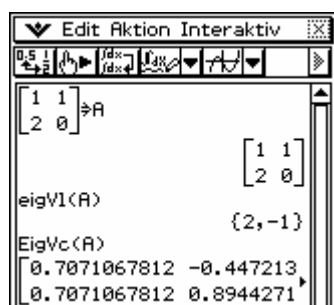 Edit Aktion Interaktiv
[1 1
2 0]⇒A
[1 1
2 0]
eigVl(A)
{2,-1}
EigVc(A)
[0.7071067812 -0.447213
0.7071067812 0.8944271